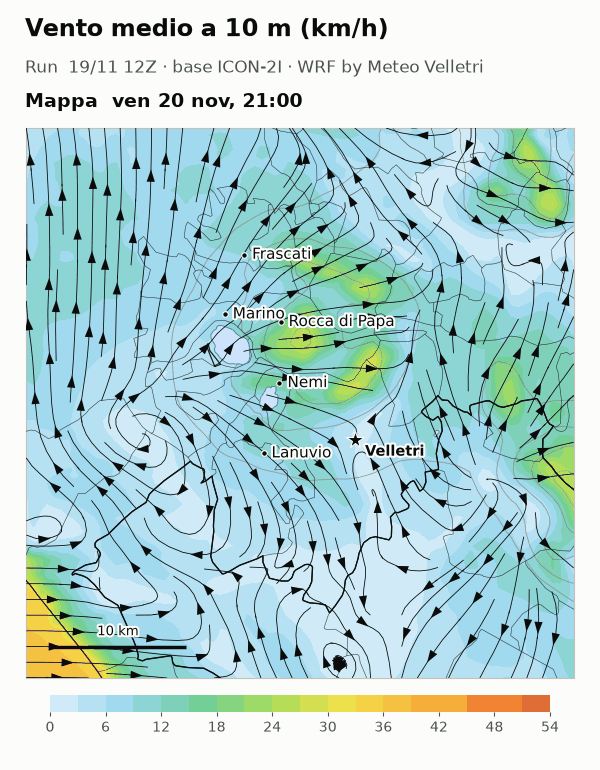 Vento medio a 10 m (km/h)
Run 19/11 12Z · base ICON-2I · WRF by Meteo Velletri
Mappa ven 20 nov, 21:00
Frascati
Marino
Rocca di Papa
Nemi
Velletri
Lanuvio
10 km
0 6 12 18 24 30 36 42 48 54